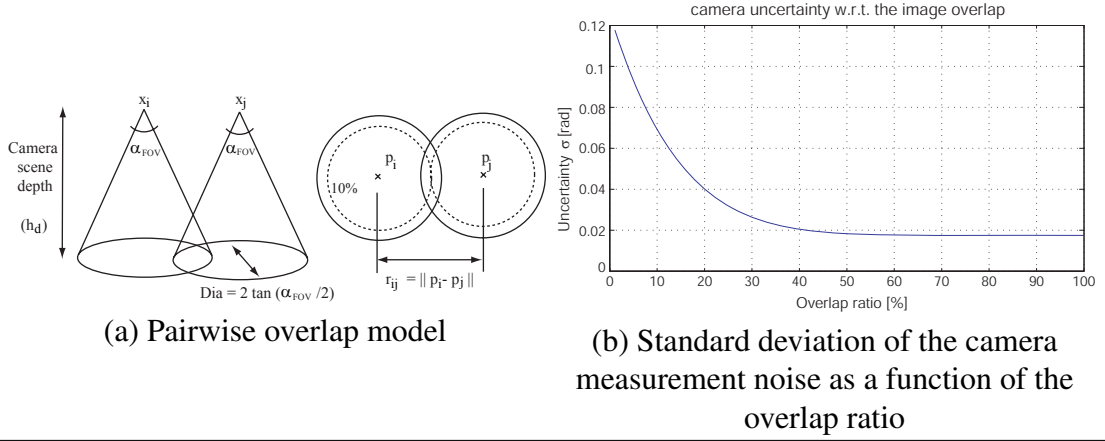 x_i
x_j
α_FOV
α_FOV
Camera
scene
depth
(h_d)
Dia = 2 tan (α_FOV /2)
p_i
p_j
10%
r_ij = || p_i- p_j ||
(a) Pairwise overlap model
camera uncertainty w.r.t. the image overlap
Uncertainty σ [rad]
0.12
0.1
0.08
0.06
0.04
0.02
0
0 10 20 30 40 50 60 70 80 90 100
Overlap ratio [%]
(b) Standard deviation of the camera
measurement noise as a function of the
overlap ratio